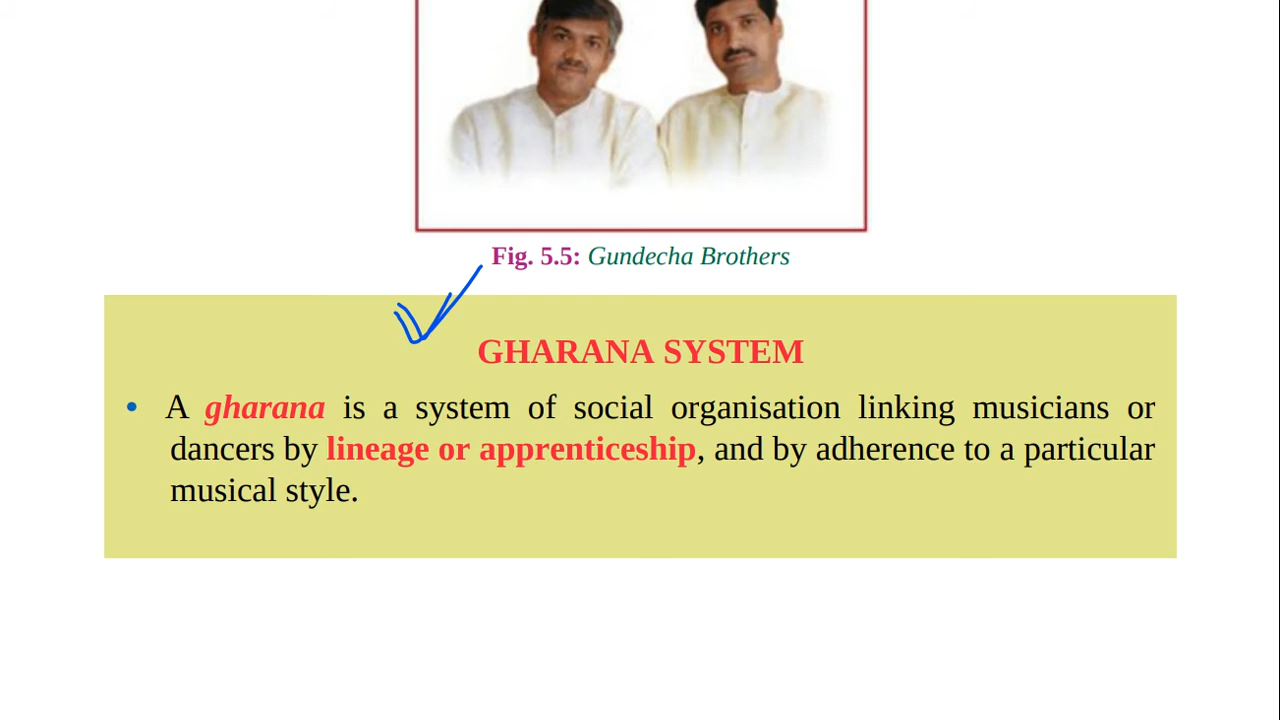 Fig. 5.5: Gundecha Brothers
GHARANA SYSTEM
• A gharana is a system of social organisation linking musicians or
dancers by lineage or apprenticeship, and by adherence to a particular
musical style.